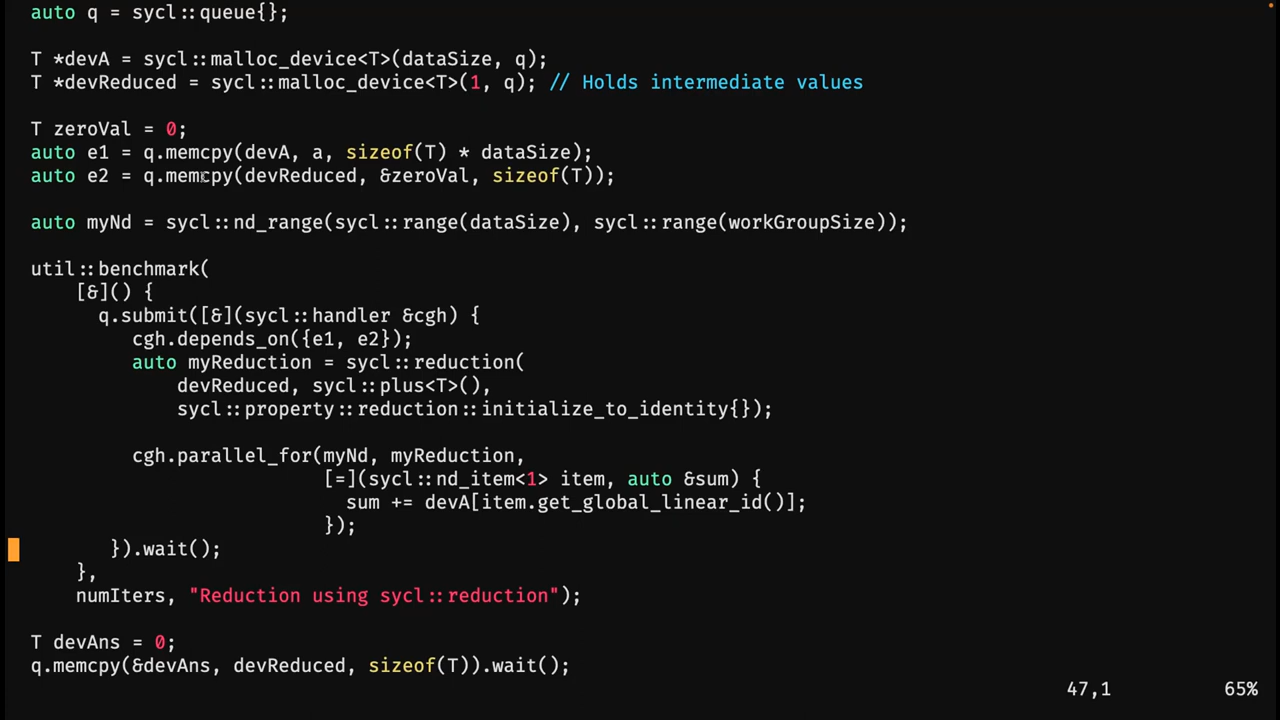 auto q = sycl::queue{};
T *devA = sycl::malloc_device<T>(dataSize, q);
T *devReduced = sycl::malloc_device<T>(1, q); // Holds intermediate values
T zeroVal = 0;
auto e1 = q.memcpy(devA, a, sizeof(T) * dataSize);
auto e2 = q.memcpy(devReduced, &zeroVal, sizeof(T));
auto myNd = sycl::nd_range(sycl::range(dataSize), sycl::range(workGroupSize));
util::benchmark(
[&]() {
q.submit([&](sycl::handler &cgh) {
cgh.depends_on({e1, e2});
auto myReduction = sycl::reduction(
devReduced, sycl::plus<T>(),
sycl::property::reduction::initialize_to_identity{});
cgh.parallel_for(myNd, myReduction,
[=](sycl::nd_item<1> item, auto &sum) {
sum += devA[item.get_global_linear_id()];
});
}).wait();
},
numIters, "Reduction using sycl::reduction");
T devAns = 0;
q.memcpy(&devAns, devReduced, sizeof(T)).wait();
47,1 65%